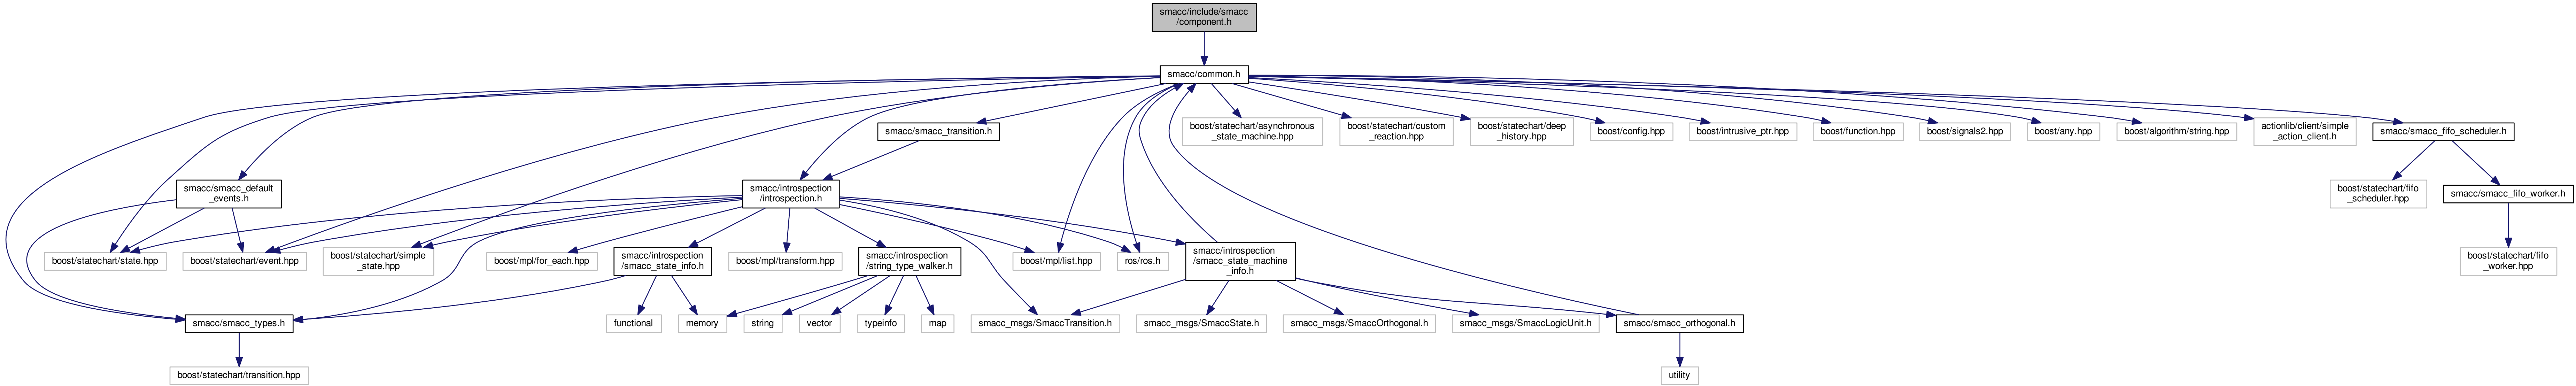 smacc/include/smacc
/component.h
smacc/common.h
smacc/smacc_transition.h
boost/statechart/asynchronous
_state_machine.hpp
boost/statechart/custom
_reaction.hpp
boost/statechart/deep
_history.hpp
boost/config.hpp
boost/intrusive_ptr.hpp
boost/function.hpp
boost/signals2.hpp
boost/any.hpp
boost/algorithm/string.hpp
actionlib/client/simple
_action_client.h
smacc/smacc_fifo_scheduler.h
smacc/smacc_default
_events.h
smacc/introspection
/introspection.h
boost/statechart/fifo
_scheduler.hpp
smacc/smacc_fifo_worker.h
boost/statechart/state.hpp
boost/statechart/event.hpp
boost/statechart/simple
_state.hpp
boost/mpl/for_each.hpp
smacc/introspection
/smacc_state_info.h
boost/mpl/transform.hpp
smacc/introspection
/string_type_walker.h
boost/mpl/list.hpp
ros/ros.h
smacc/introspection
/smacc_state_machine
_info.h
boost/statechart/fifo
_worker.hpp
smacc/smacc_types.h
functional
memory
string
vector
typeinfo
map
smacc_msgs/SmaccTransition.h
smacc_msgs/SmaccState.h
smacc_msgs/SmaccOrthogonal.h
smacc_msgs/SmaccLogicUnit.h
smacc/smacc_orthogonal.h
boost/statechart/transition.hpp
utility